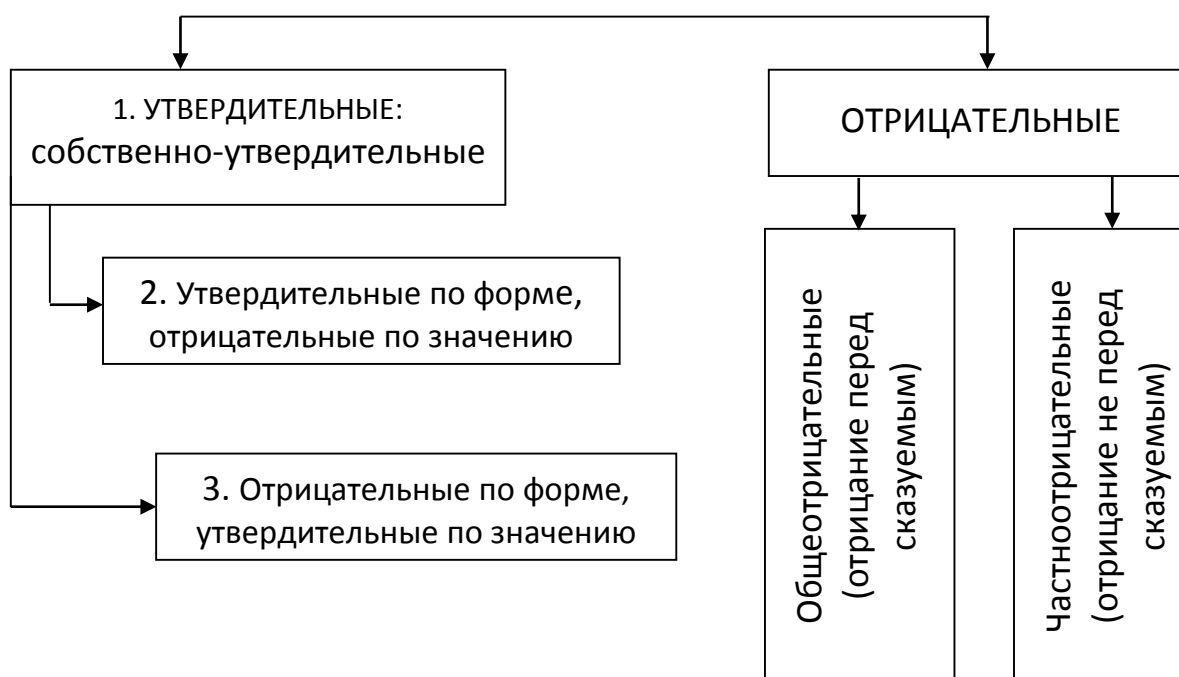 1. УТВЕРДИТЕЛЬНЫЕ:
собственно-утвердительные
ОТРИЦАТЕЛЬНЫЕ
2. Утвердительные по форме,
отрицательные по значению
3. Отрицательные по форме,
утвердительные по значению
Общеотрицательные
(отрицание перед
сказуемым)
Частноотрицательные
(отрицание не перед
сказуемым)